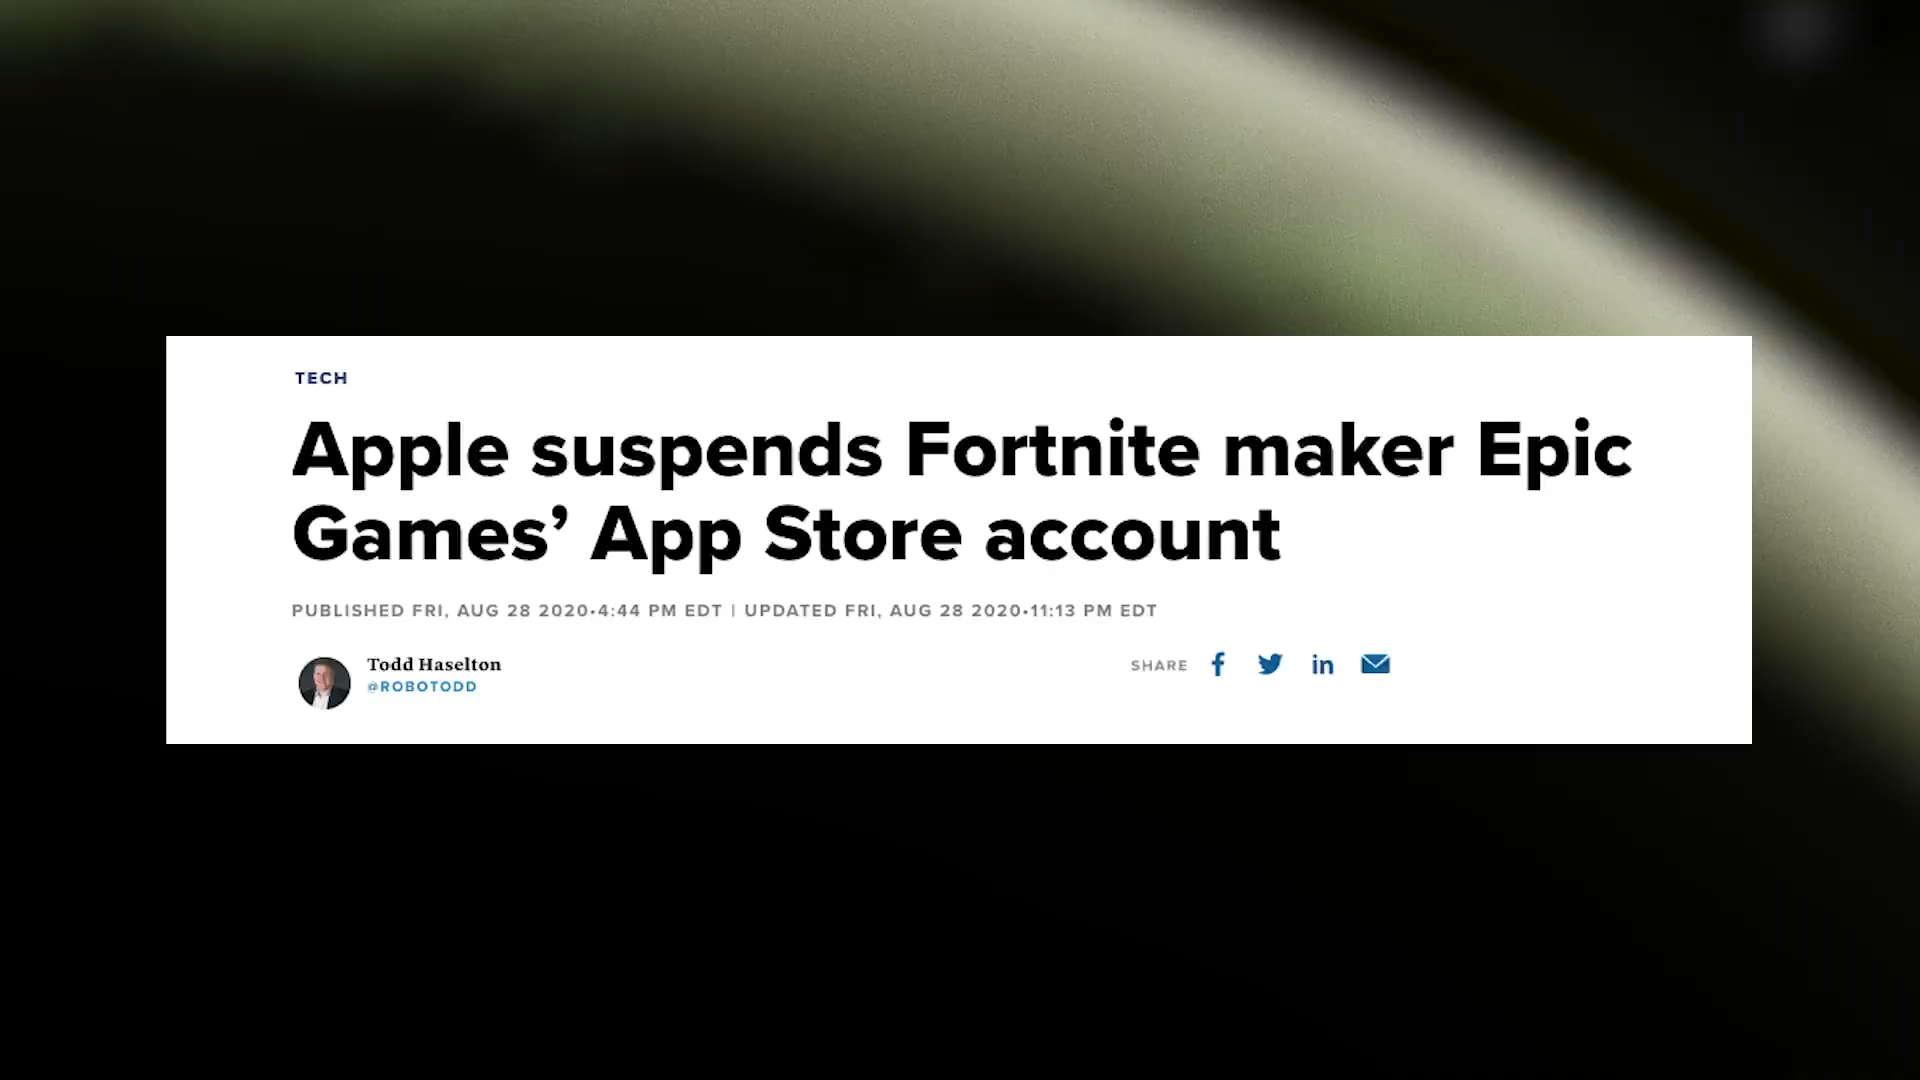 TECH
Apple suspends Fortnite maker Epic
Games’ App Store account
PUBLISHED FRI, AUG 28 2020•4:44 PM EDT | UPDATED FRI, AUG 28 2020•11:13 PM EDT
Todd Haselton
@ROBOTODD
SHARE